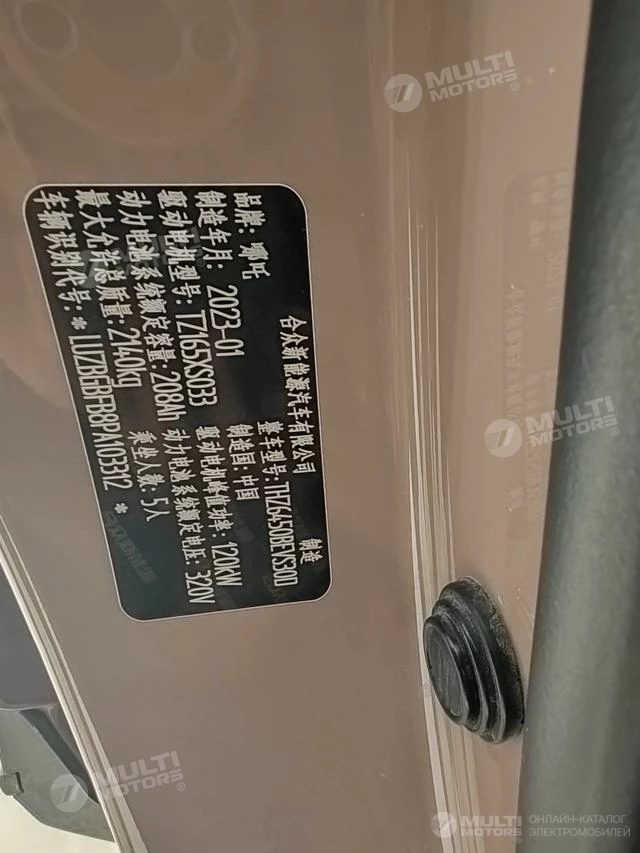 合众新能源汽车有限公司 制造
品牌：哪吒 整车型号：THZ6450BEVS30Q
制造年月：2023-01 制造国：中国
驱动电机型号：TZ165XS033 驱动电机峰值功率：120kW
动力电池系统额定容量：208Ah 动力电池系统额定电压：320V
最大允许总质量：2140kg 乘坐人数：5人
车辆识别代号：* LUZBGBFB8PA103312 *
MULTI
MOTORS®
MULTI
MOTORS®
MULTI
MOTORS®
MULTI
MOTORS®
ОНЛАЙН-КАТАЛОГ
ЭЛЕКТРОМОБИЛЕЙ